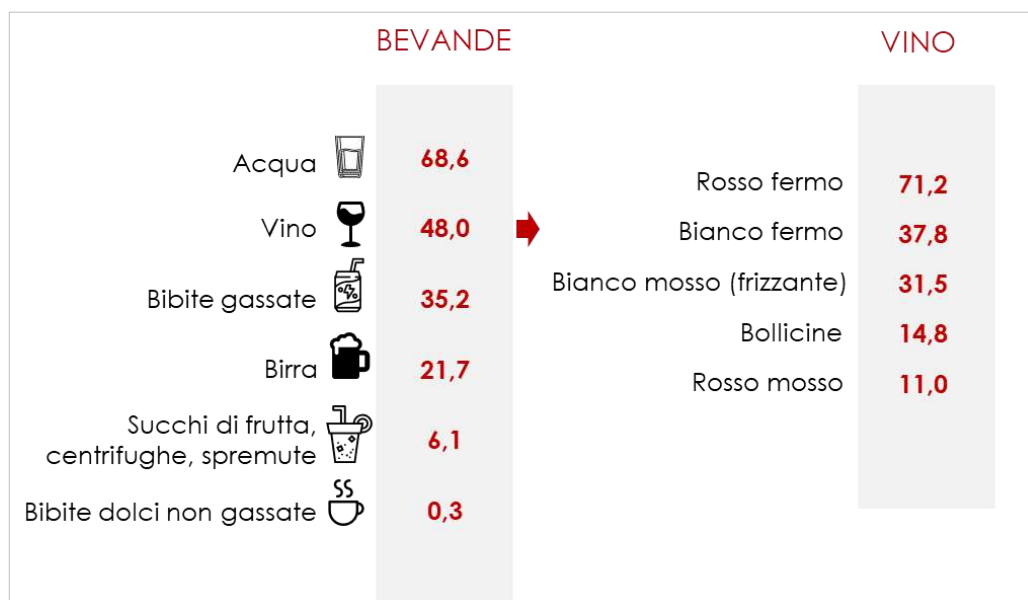 BEVANDE
Acqua 68,6
Vino 48,0
Bibite gassate 35,2
Birra 21,7
Succhi di frutta,
centrifughe, spremute 6,1
Bibite dolci non gassate 0,3
VINO
Rosso fermo 71,2
Bianco fermo 37,8
Bianco mosso (frizzante) 31,5
Bollicine 14,8
Rosso mosso 11,0